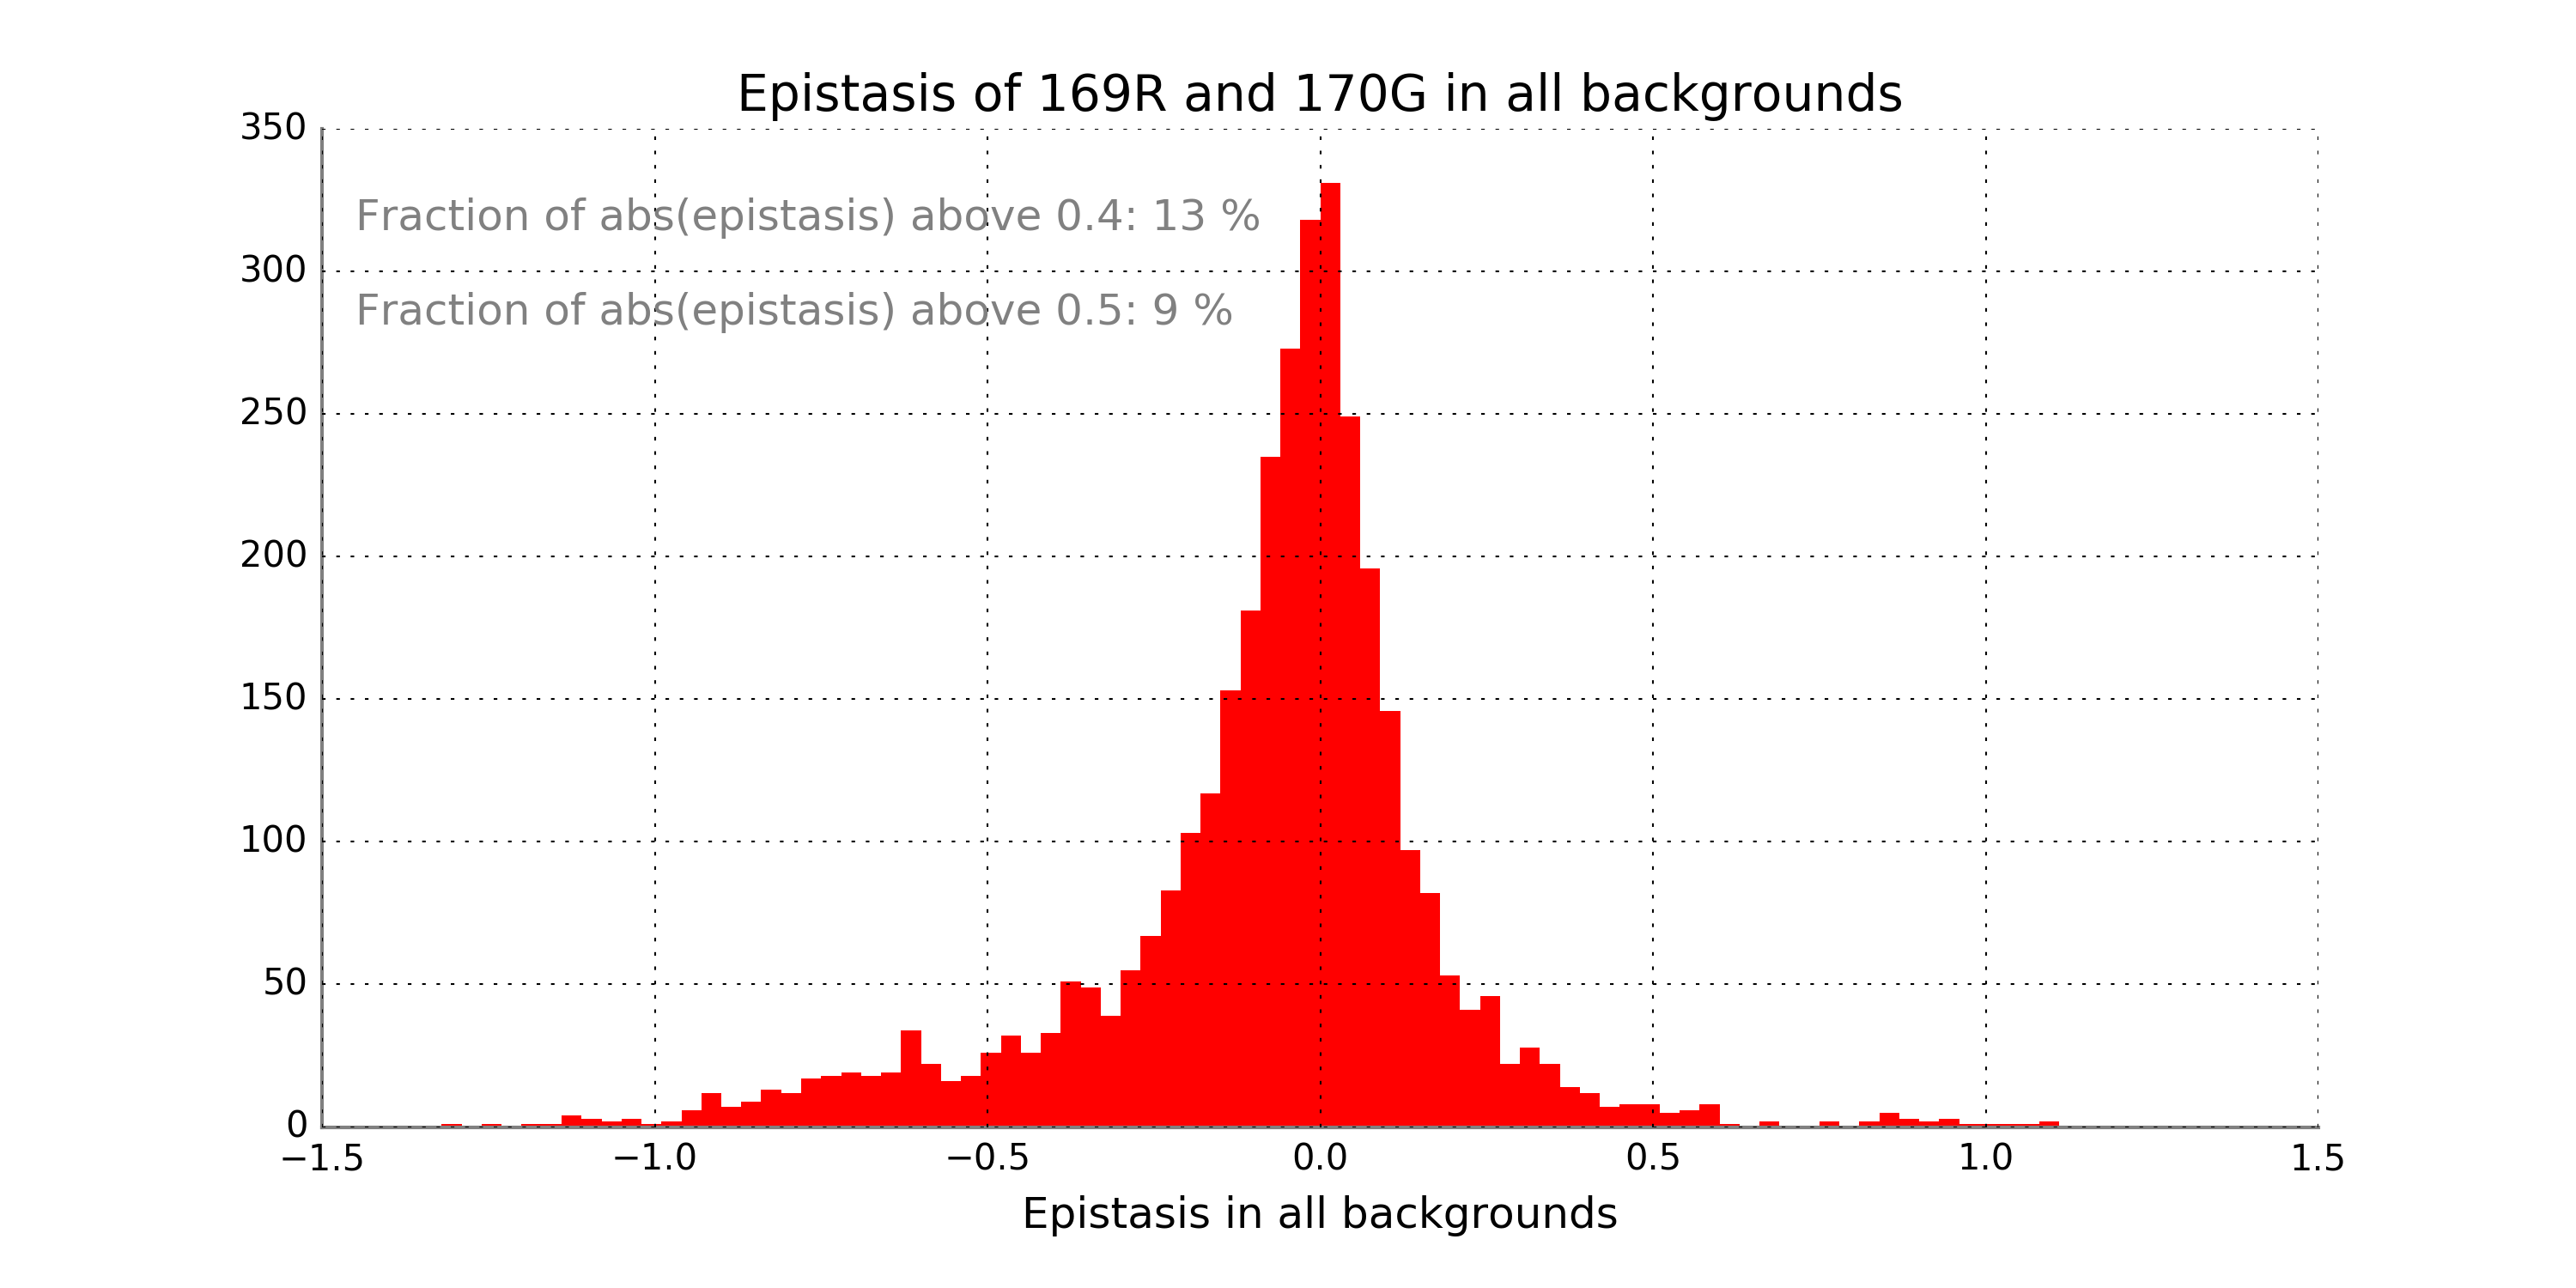 Epistasis of 169R and 170G in all backgrounds
350
300
250
200
150
100
50
0
Fraction of abs(epistasis) above 0.4: 13 %
Fraction of abs(epistasis) above 0.5: 9 %
−1.5 −1.0 −0.5 0.0 0.5 1.0 1.5
Epistasis in all backgrounds